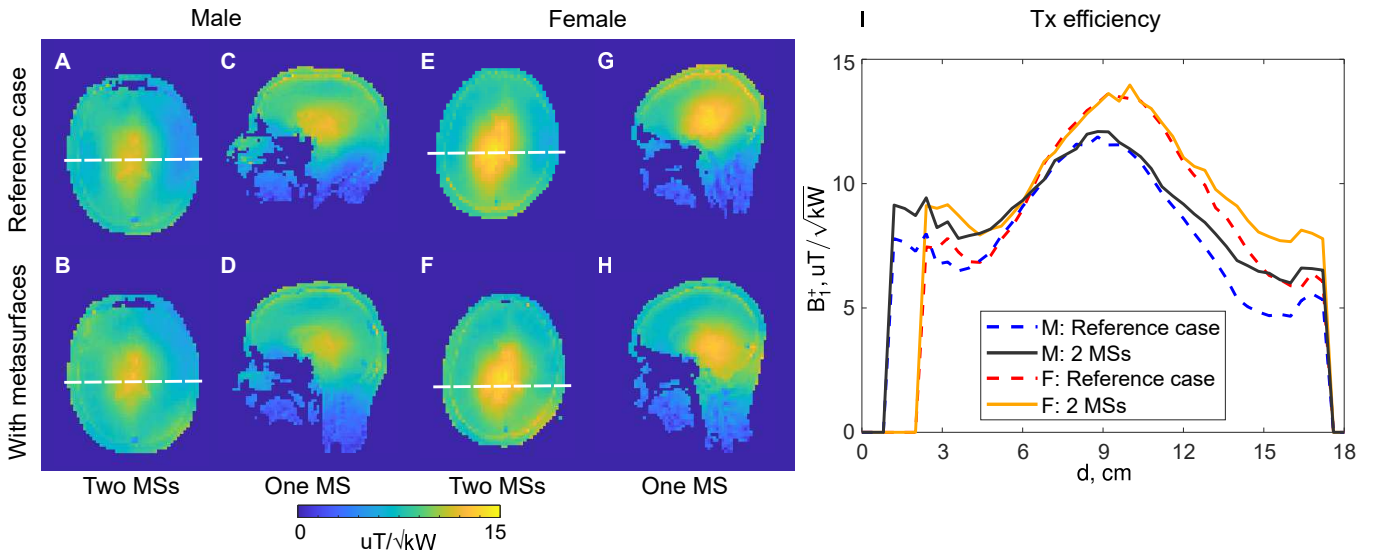 Male
Female
Reference case
With metasurfaces
A
C
E
G
B
D
F
H
Two MSs
One MS
Two MSs
One MS
0
15
uT/√kW
I
Tx efficiency
B₁⁺, uT/√kW
15
10
5
0
0
3
6
9
12
15
18
d, cm
M: Reference case
M: 2 MSs
F: Reference case
F: 2 MSs